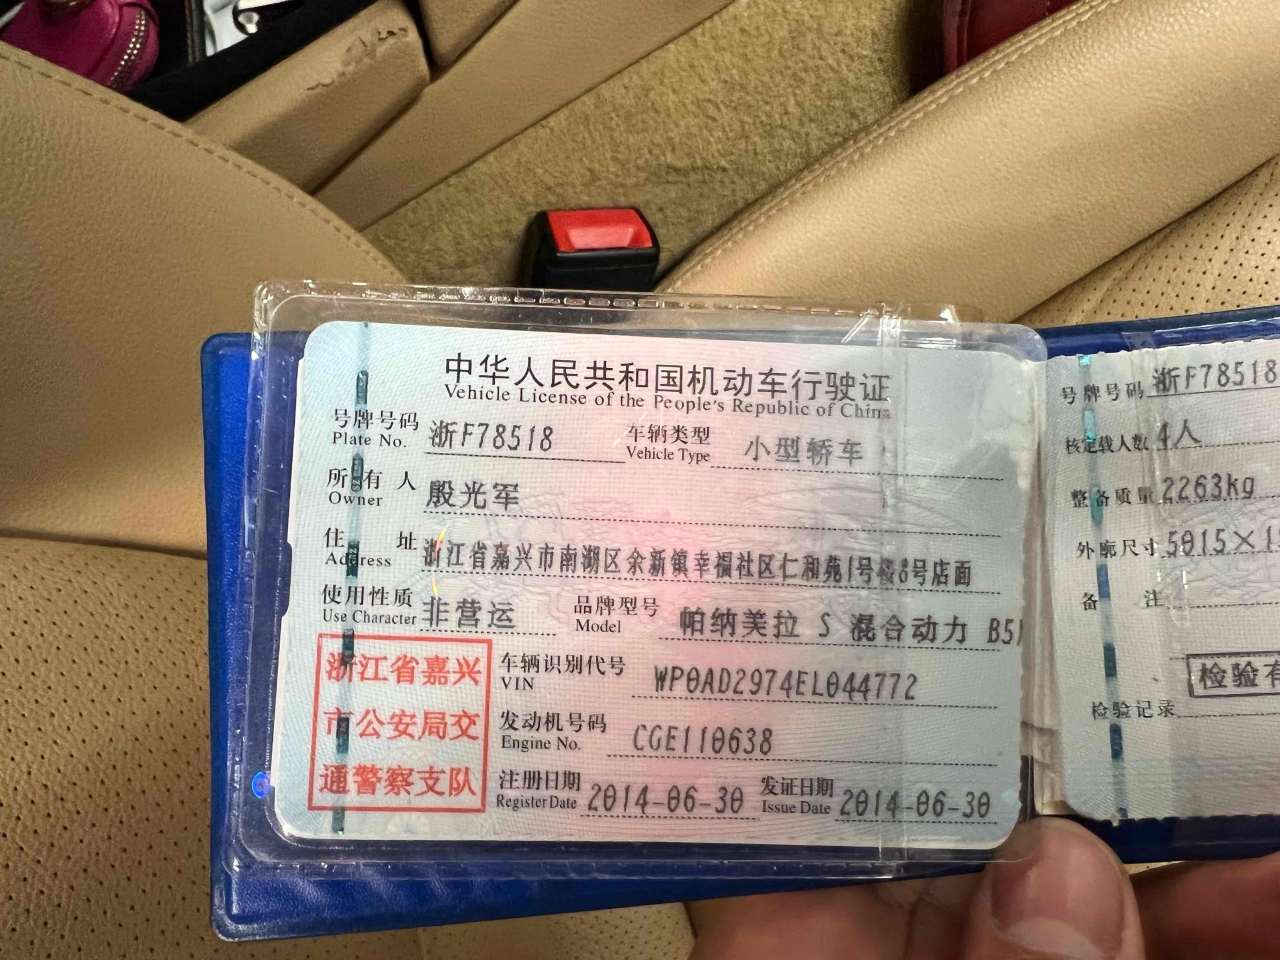 中华人民共和国机动车行驶证
Vehicle License of the People's Republic of China
号牌号码 浙F78518 车辆类型 小型轿车
Plate No. Vehicle Type
所有人 殷光军
Owner
住址 浙江省嘉兴市南湖区余新镇幸福社区仁和苑1号楼8号店面
Address
使用性质 非营运 品牌型号 帕纳美拉 S 混合动力 B5
Use Character Model
浙江省嘉兴
市公安局交
通警察支队
车辆识别代号 WP0AD2974EL044772
VIN
发动机号码 CGE110638
Engine No.
注册日期 2014-06-30 发证日期 2014-06-30
Register Date Issue Date
号牌号码 浙F78518
核定载人数 4人
整备质量 2263kg
外廓尺寸 5015×1
备注
检验有
检验记录